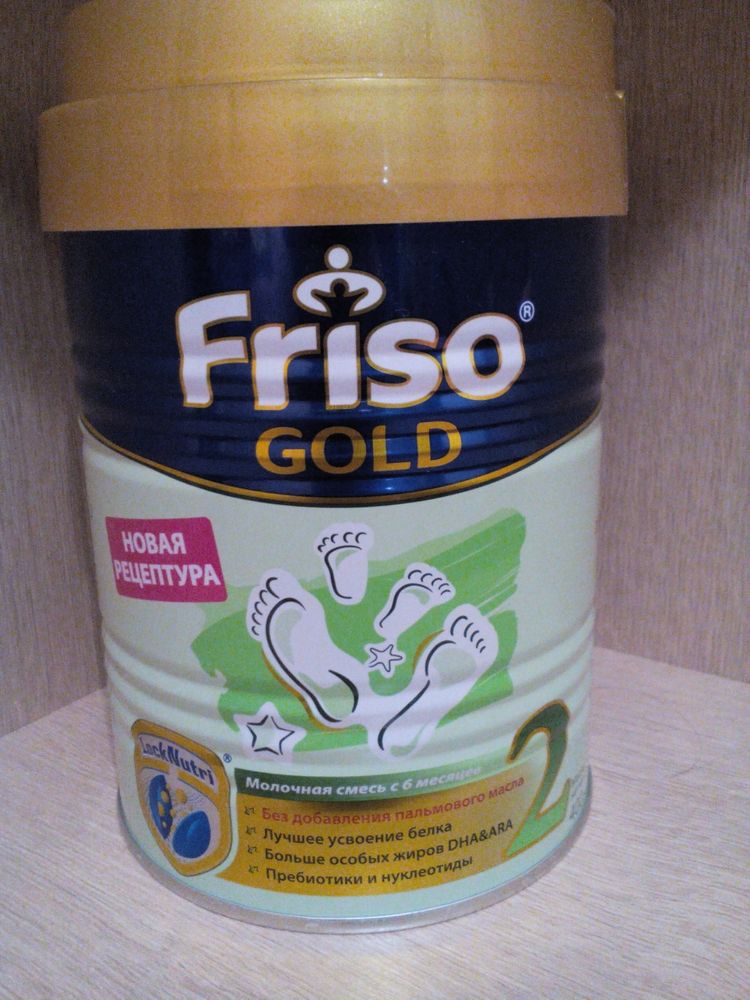 Friso®
GOLD
НОВАЯ
РЕЦЕПТУРА
LockNutri®
Молочная смесь с 6 месяцев
Без добавления пальмового масла
Лучшее усвоение белка
Больше особых жиров DHA&ARA
Пребиотики и нуклеотиды
2